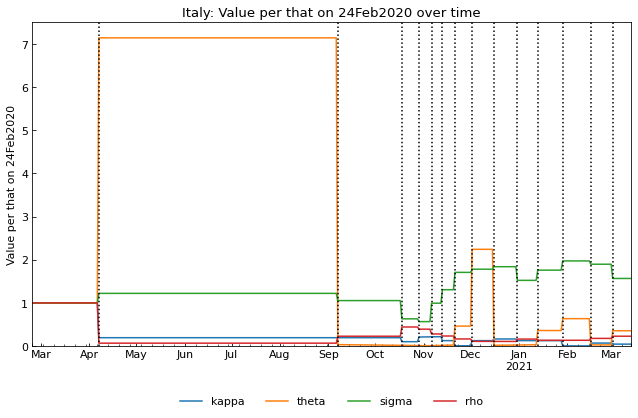 Italy: Value per that on 24Feb2020 over time
Value per that on 24Feb2020
7
6
5
4
3
2
1
0
Mar Apr May Jun Jul Aug Sep Oct Nov Dec Jan Feb Mar
2021
kappa theta sigma rho